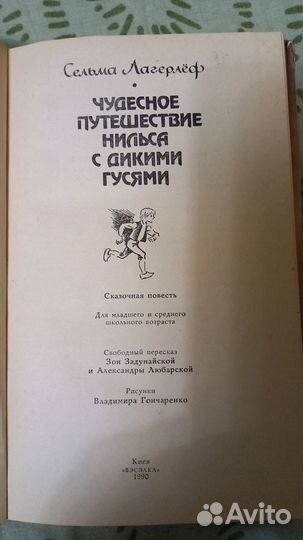 Сельма Лагерлёф
ЧУДЕСНОЕ
ПУТЕШЕСТВИЕ
НИЛЬСА
С ДИКИМИ
ГУСЯМИ
Сказочная повесть
Для младшего и среднего
школьного возраста
Свободный пересказ
Зои Задунайской
и Александры Любарской
Рисунки
Владимира Гончаренко
Киев
«ВЭСЭЛКА»
1990
Avito